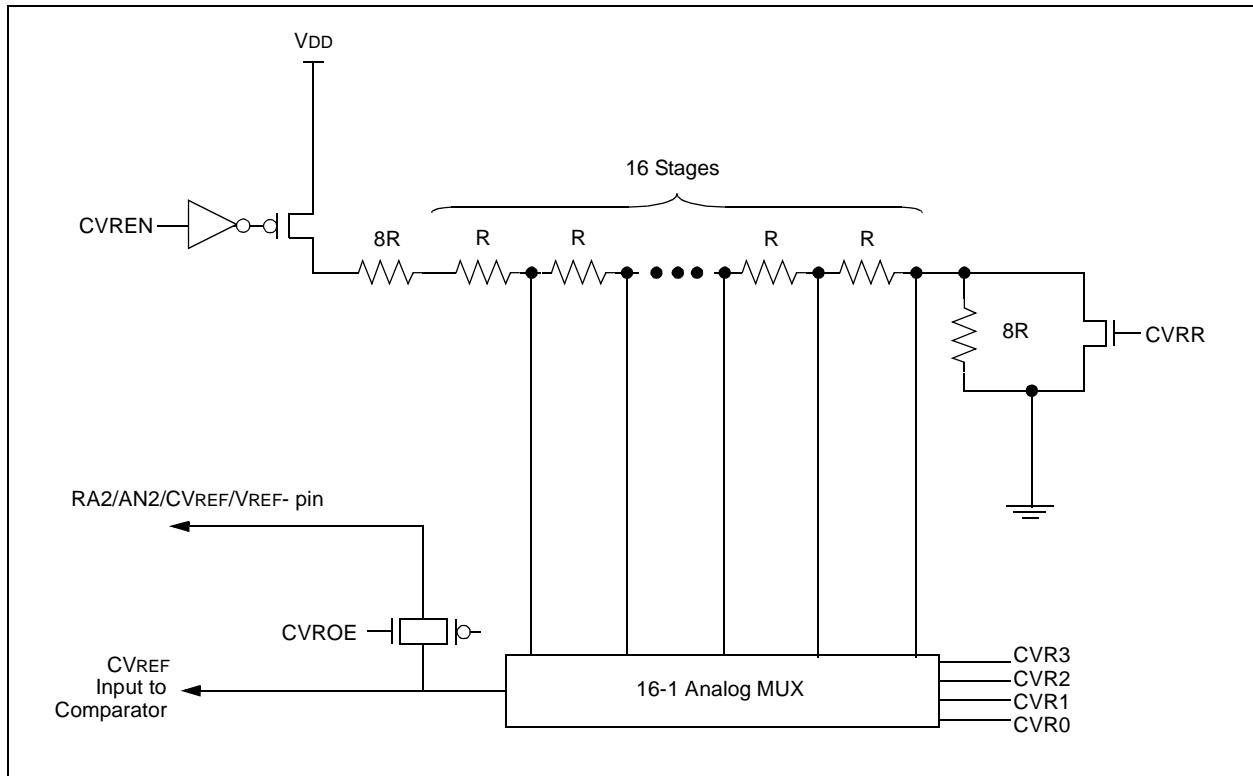 VDD
16 Stages
CVREN
8R
R
R
R
R
8R
CVRR
RA2/AN2/CVREF/VREF- pin
CVROE
CVREF
Input to
Comparator
16-1 Analog MUX
CVR3
CVR2
CVR1
CVR0